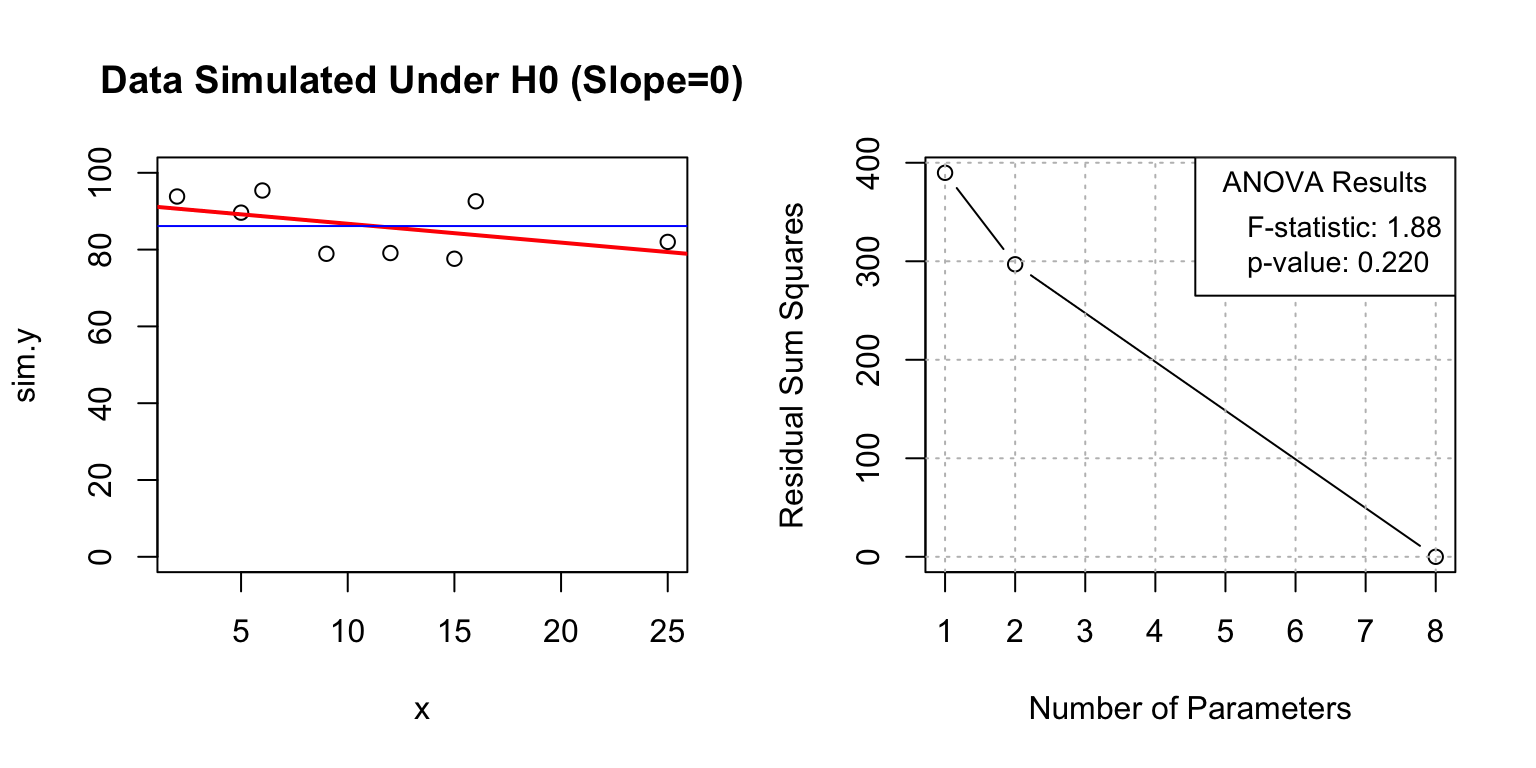 Data Simulated Under H0 (Slope=0)
sim.y
0 20 40 60 80 100
5 10 15 20 25
x
Residual Sum Squares
0 100 200 300 400
ANOVA Results
F-statistic: 1.88
p-value: 0.220
1 2 3 4 5 6 7 8
Number of Parameters